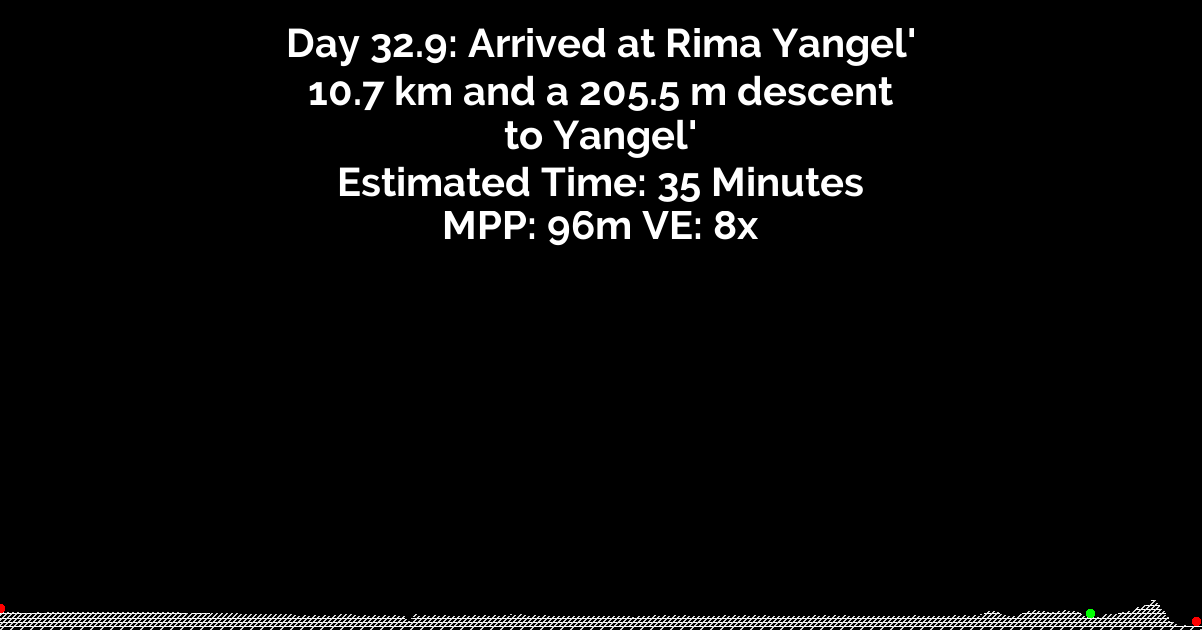 Day 32.9: Arrived at Rima Yangel'
10.7 km and a 205.5 m descent
to Yangel'
Estimated Time: 35 Minutes
MPP: 96m VE: 8x